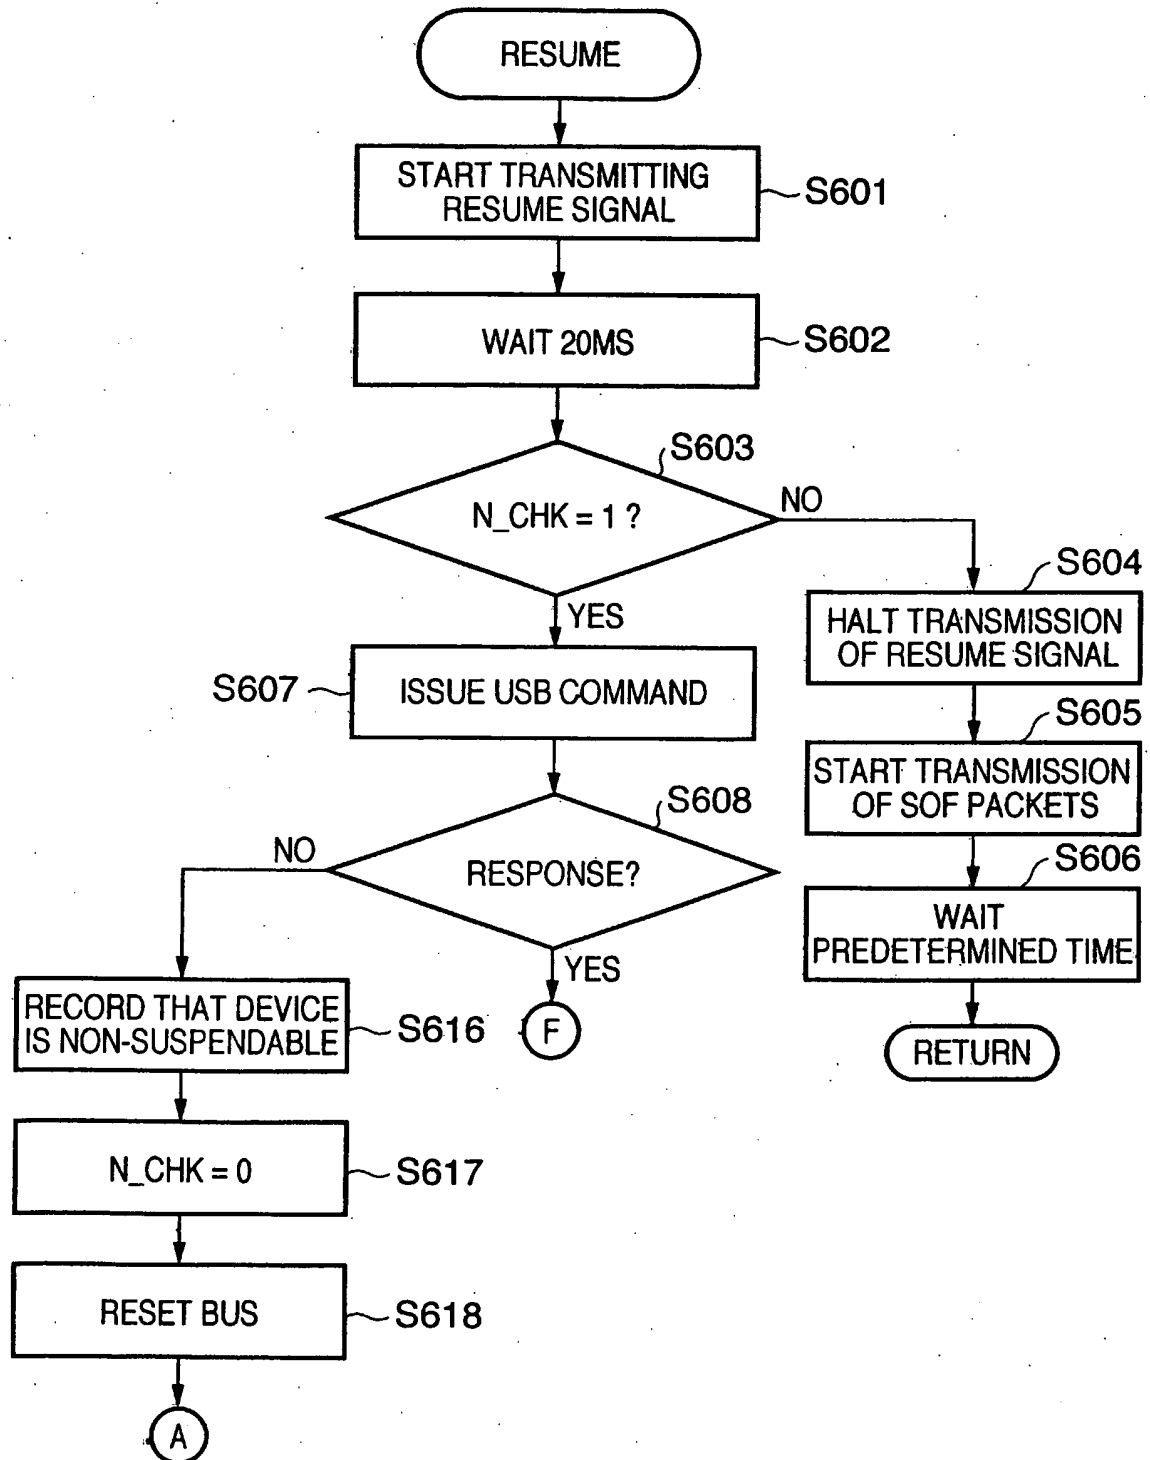 RESUME
START TRANSMITTING
RESUME SIGNAL
S601
WAIT 20MS
S602
S603
N_CHK = 1 ?
NO
YES
S604
HALT TRANSMISSION
OF RESUME SIGNAL
S607
ISSUE USB COMMAND
S605
START TRANSMISSION
OF SOF PACKETS
S608
RESPONSE?
NO
YES
S606
WAIT
PREDETERMINED TIME
RECORD THAT DEVICE
IS NON-SUSPENDABLE
S616
F
RETURN
N_CHK = 0
S617
RESET BUS
S618
A